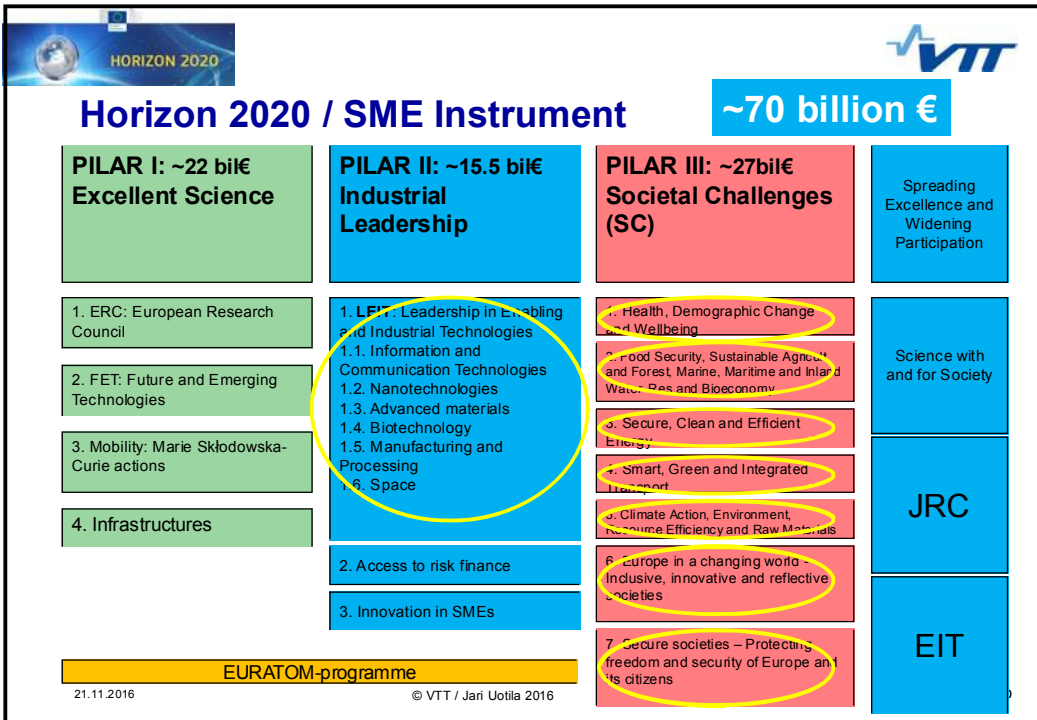 HORIZON 2020
VTT
Horizon 2020 / SME Instrument
~70 billion €
PILAR I: ~22 bil€
Excellent Science
1. ERC: European Research
Council
2. FET: Future and Emerging
Technologies
3. Mobility: Marie Skłodowska-
Curie actions
4. Infrastructures
PILAR II: ~15.5 bil€
Industrial
Leadership
1. LEIT: Leadership in Enabling
and Industrial Technologies
1.1. Information and
Communication Technologies
1.2. Nanotechnologies
1.3. Advanced materials
1.4. Biotechnology
1.5. Manufacturing and
Processing
1.6. Space
2. Access to risk finance
3. Innovation in SMEs
PILAR III: ~27bil€
Societal Challenges
(SC)
1. Health, Demographic Change
and Wellbeing
2. Food Security, Sustainable Agricult
and Forest, Marine, Maritime and Inland
Water Res and Bioeconomy
3. Secure, Clean and Efficient
Energy
4. Smart, Green and Integrated
Transport
5. Climate Action, Environment,
Resource Efficiency and Raw Materials
6. Europe in a changing world –
Inclusive, innovative and reflective
societies
7. Secure societies – Protecting
freedom and security of Europe and
its citizens
Spreading
Excellence and
Widening
Participation
Science with
and for Society
JRC
EIT
EURATOM-programme
21.11.2016
© VTT / Jari Uotila 2016